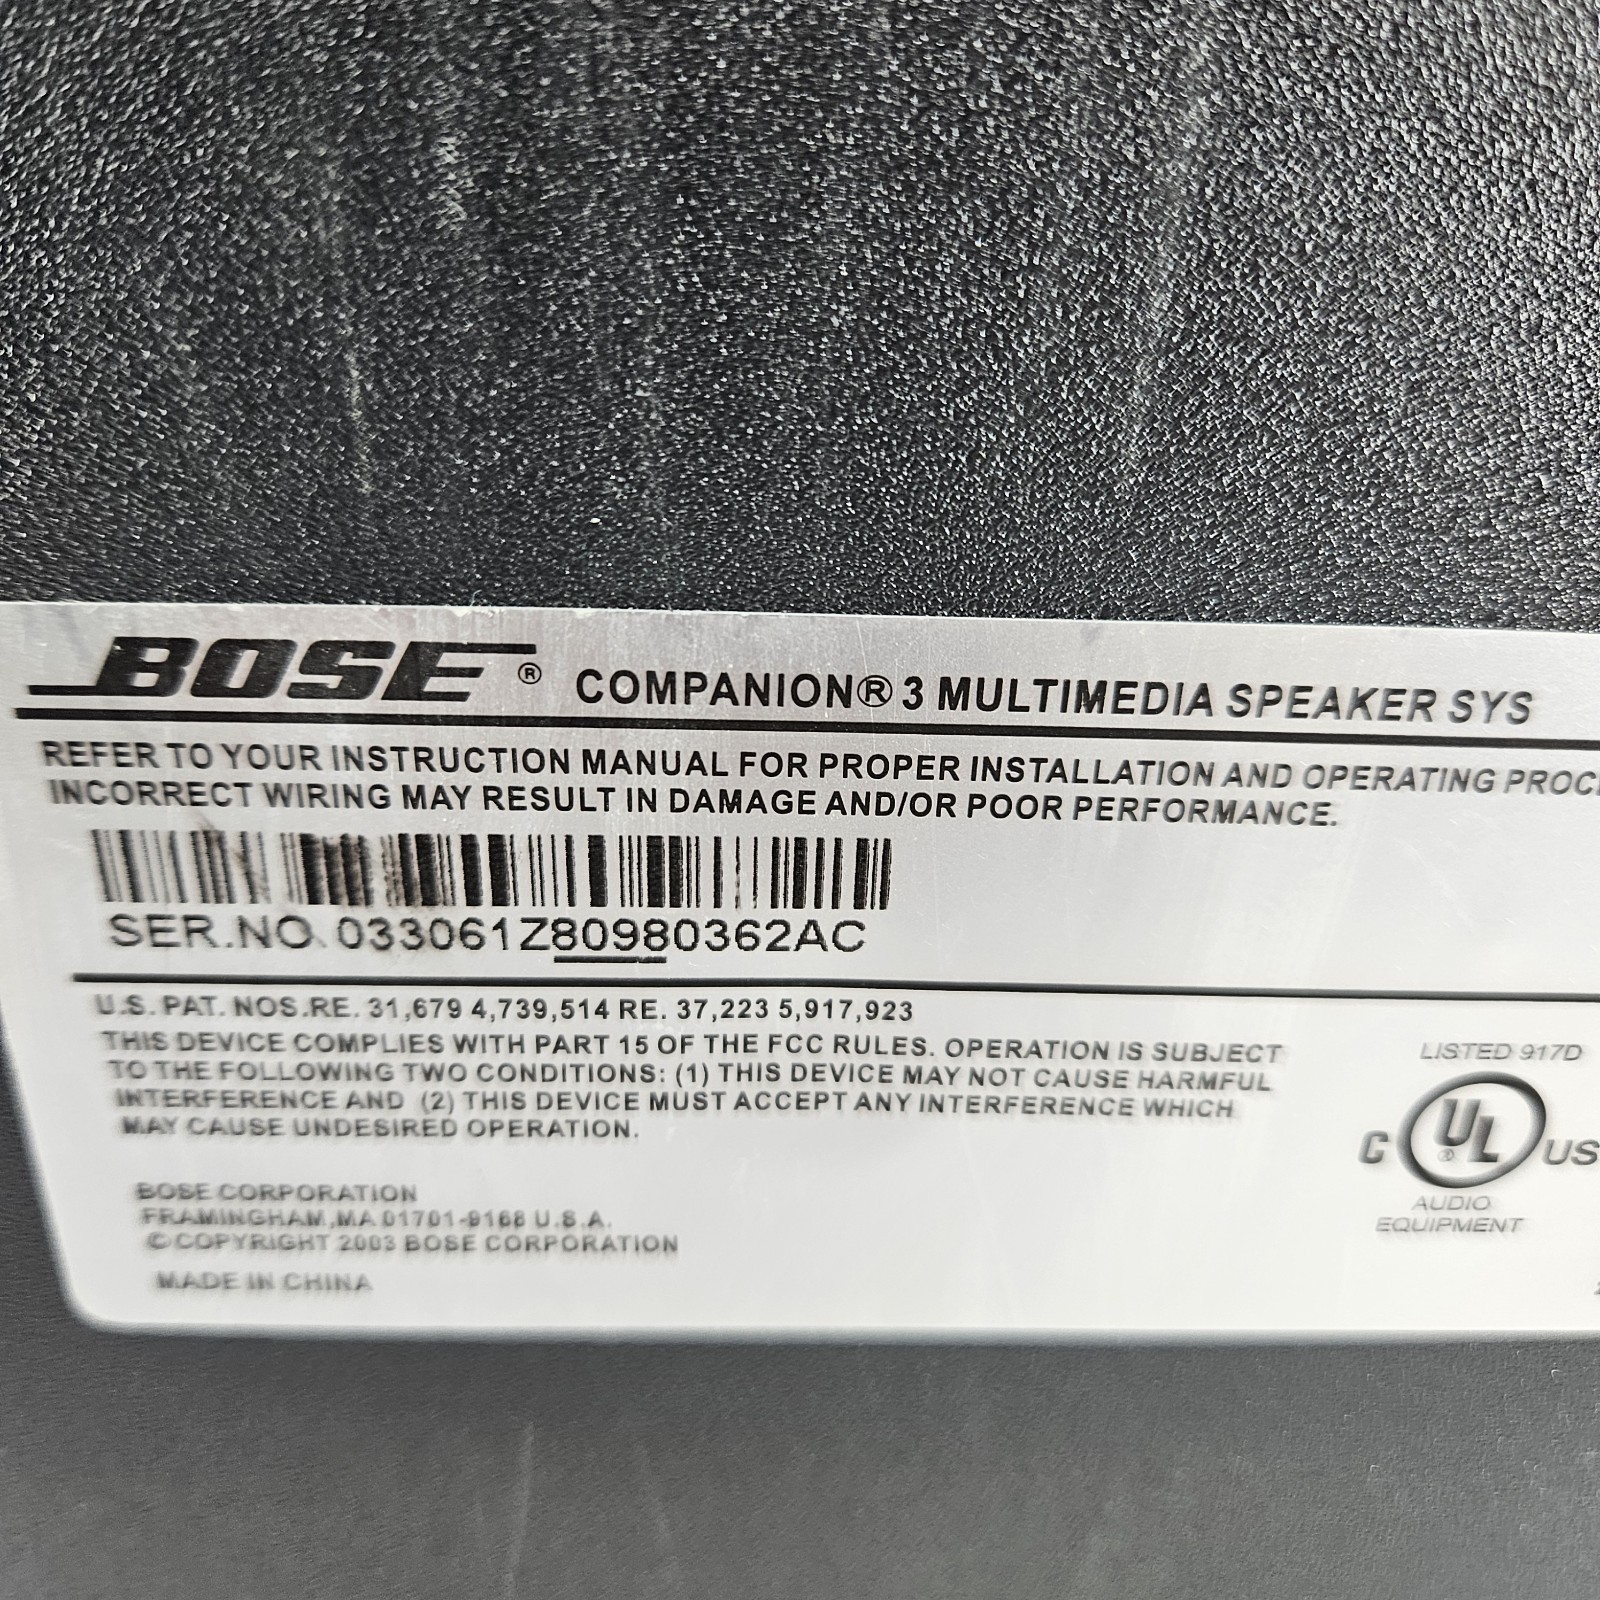 BOSE® COMPANION® 3 MULTIMEDIA SPEAKER SYS
REFER TO YOUR INSTRUCTION MANUAL FOR PROPER INSTALLATION AND OPERATING PROC
INCORRECT WIRING MAY RESULT IN DAMAGE AND/OR POOR PERFORMANCE.
SER.NO. 033061Z80980362AC
U.S. PAT. NOS.RE. 31,679 4,739,514 RE. 37,223 5,917,923
THIS DEVICE COMPLIES WITH PART 15 OF THE FCC RULES. OPERATION IS SUBJECT
TO THE FOLLOWING TWO CONDITIONS: (1) THIS DEVICE MAY NOT CAUSE HARMFUL
INTERFERENCE AND (2) THIS DEVICE MUST ACCEPT ANY INTERFERENCE WHICH
MAY CAUSE UNDESIRED OPERATION.
BOSE CORPORATION
FRAMINGHAM,MA 01701-9168 U.S.A.
©COPYRIGHT 2003 BOSE CORPORATION
MADE IN CHINA
LISTED 917D
C UL® US
AUDIO
EQUIPMENT